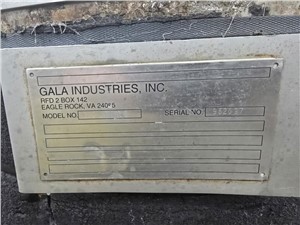 GALA INDUSTRIES, INC.
RFD 2 BOX 142
EAGLE ROCK, VA
MODEL NO. SERIAL NO.